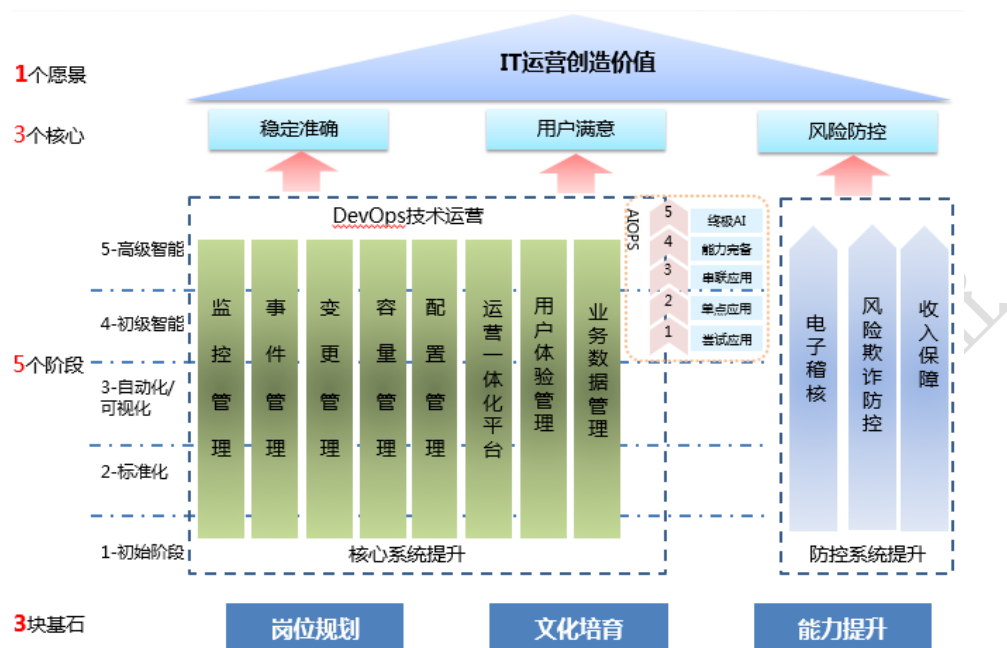 IT运营创造价值
1个愿景
3个核心
稳定准确
用户满意
风险防控
DevOps技术运营
AIOPS
5
终极AI
4
能力完备
3
串联应用
2
单点应用
1
尝试应用
5个阶段
5-高级智能
4-初级智能
3-自动化/
可视化
2-标准化
1-初始阶段
监控管理
事件管理
变更管理
容量管理
配置管理
运营一体化平台
用户体验管理
业务数据管理
电子稽核
风险欺诈防控
收入保障
核心系统提升
防控系统提升
3块基石
岗位规划
文化培育
能力提升